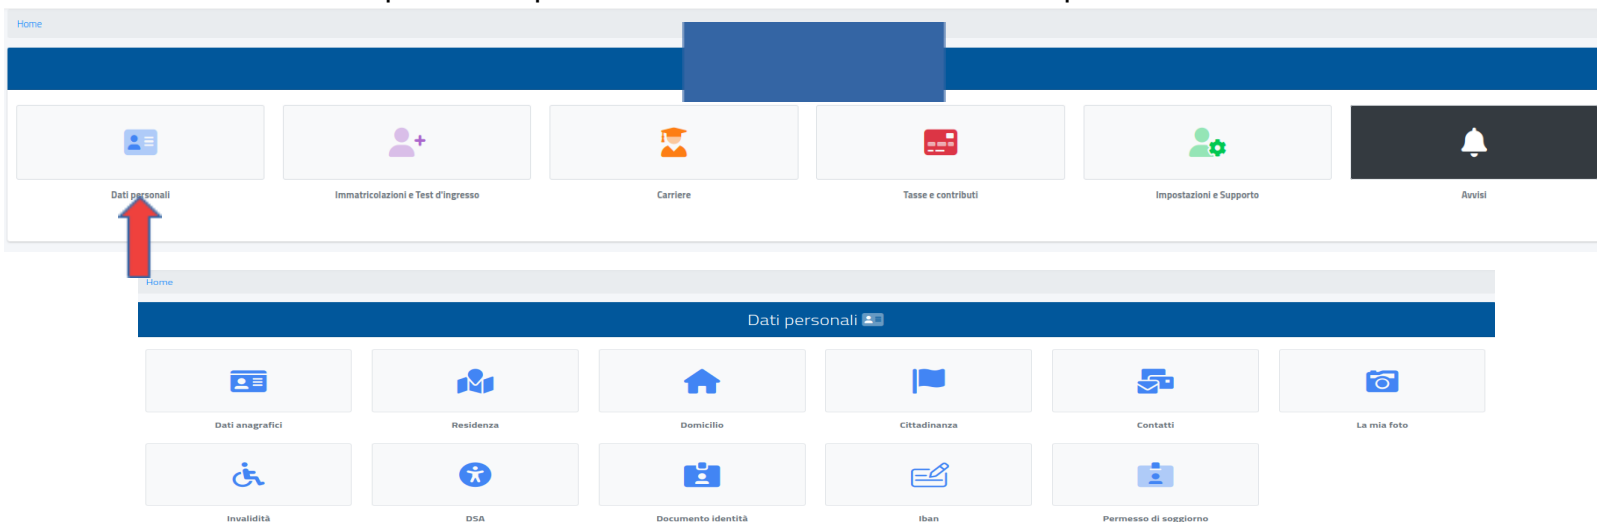 Home
Dati personali
Immatricolazioni e Test d'ingresso
Carriere
Tasse e contributi
Impostazioni e Supporto
Avvisi
Home
Dati personali
Dati anagrafici
Residenza
Domicilio
Cittadinanza
Contatti
La mia foto
Invalidità
DSA
Documento identità
Iban
Permesso di soggiorno